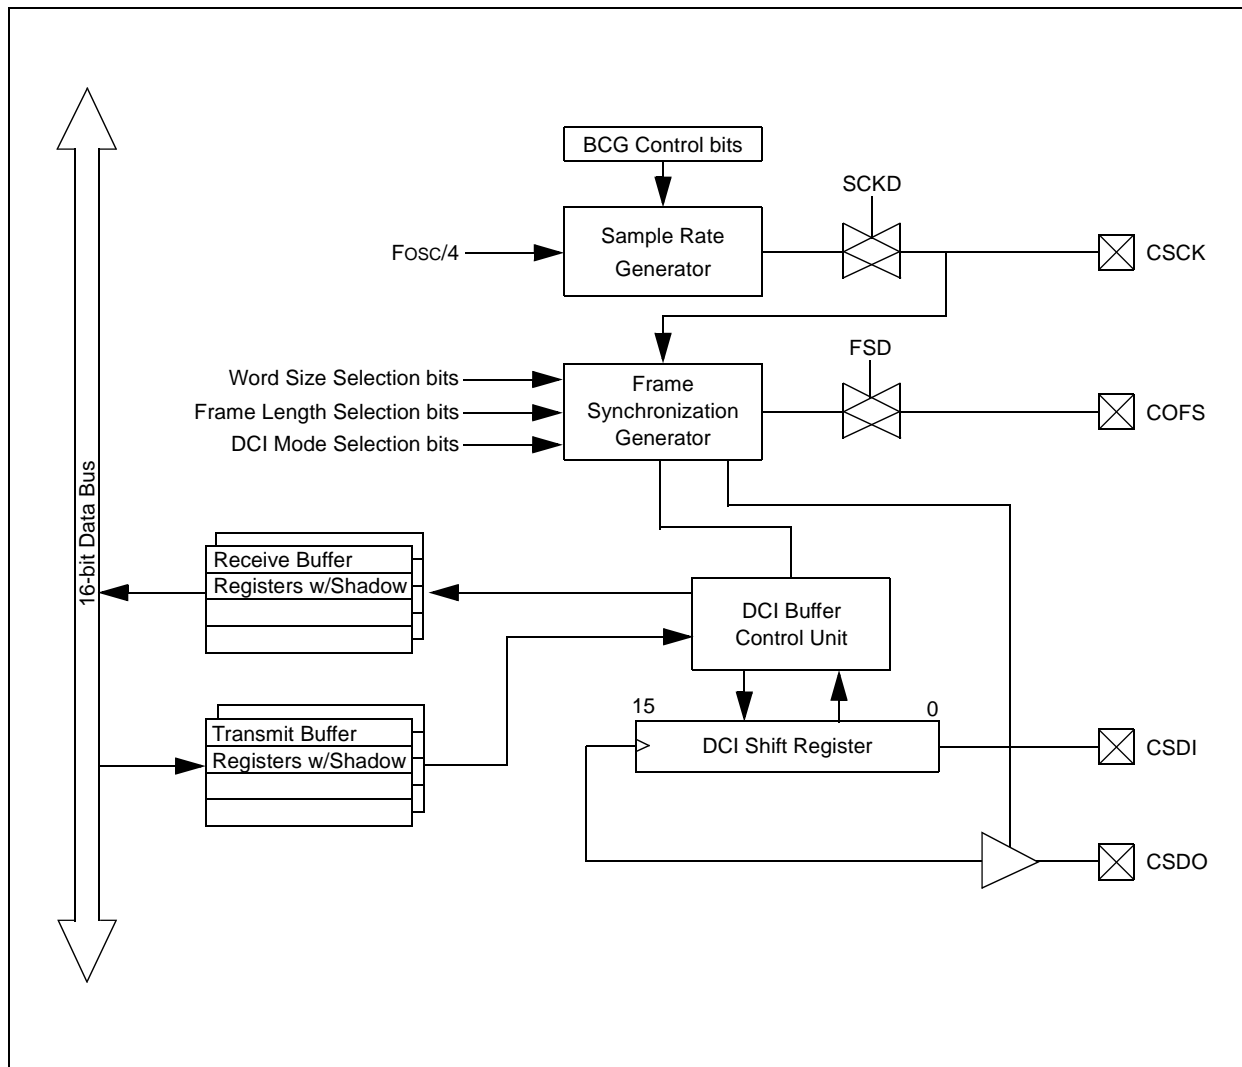 BCG Control bits
SCKD
Sample Rate
Generator
FOSC/4
CSCK
FSD
Word Size Selection bits
Frame Length Selection bits
DCI Mode Selection bits
Frame
Synchronization
Generator
COFS
16-bit Data Bus
Receive Buffer
Registers w/Shadow
DCI Buffer
Control Unit
15
0
Transmit Buffer
Registers w/Shadow
DCI Shift Register
CSDI
CSDO